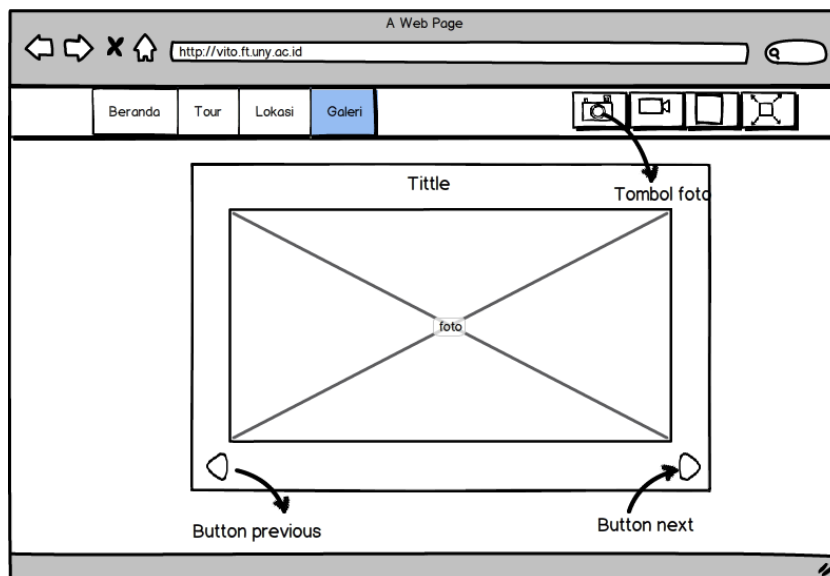 A Web Page
http://vito.ft.uny.ac.id
Beranda Tour Lokasi Galeri
Tittle
Tombol foto
foto
Button previous
Button next